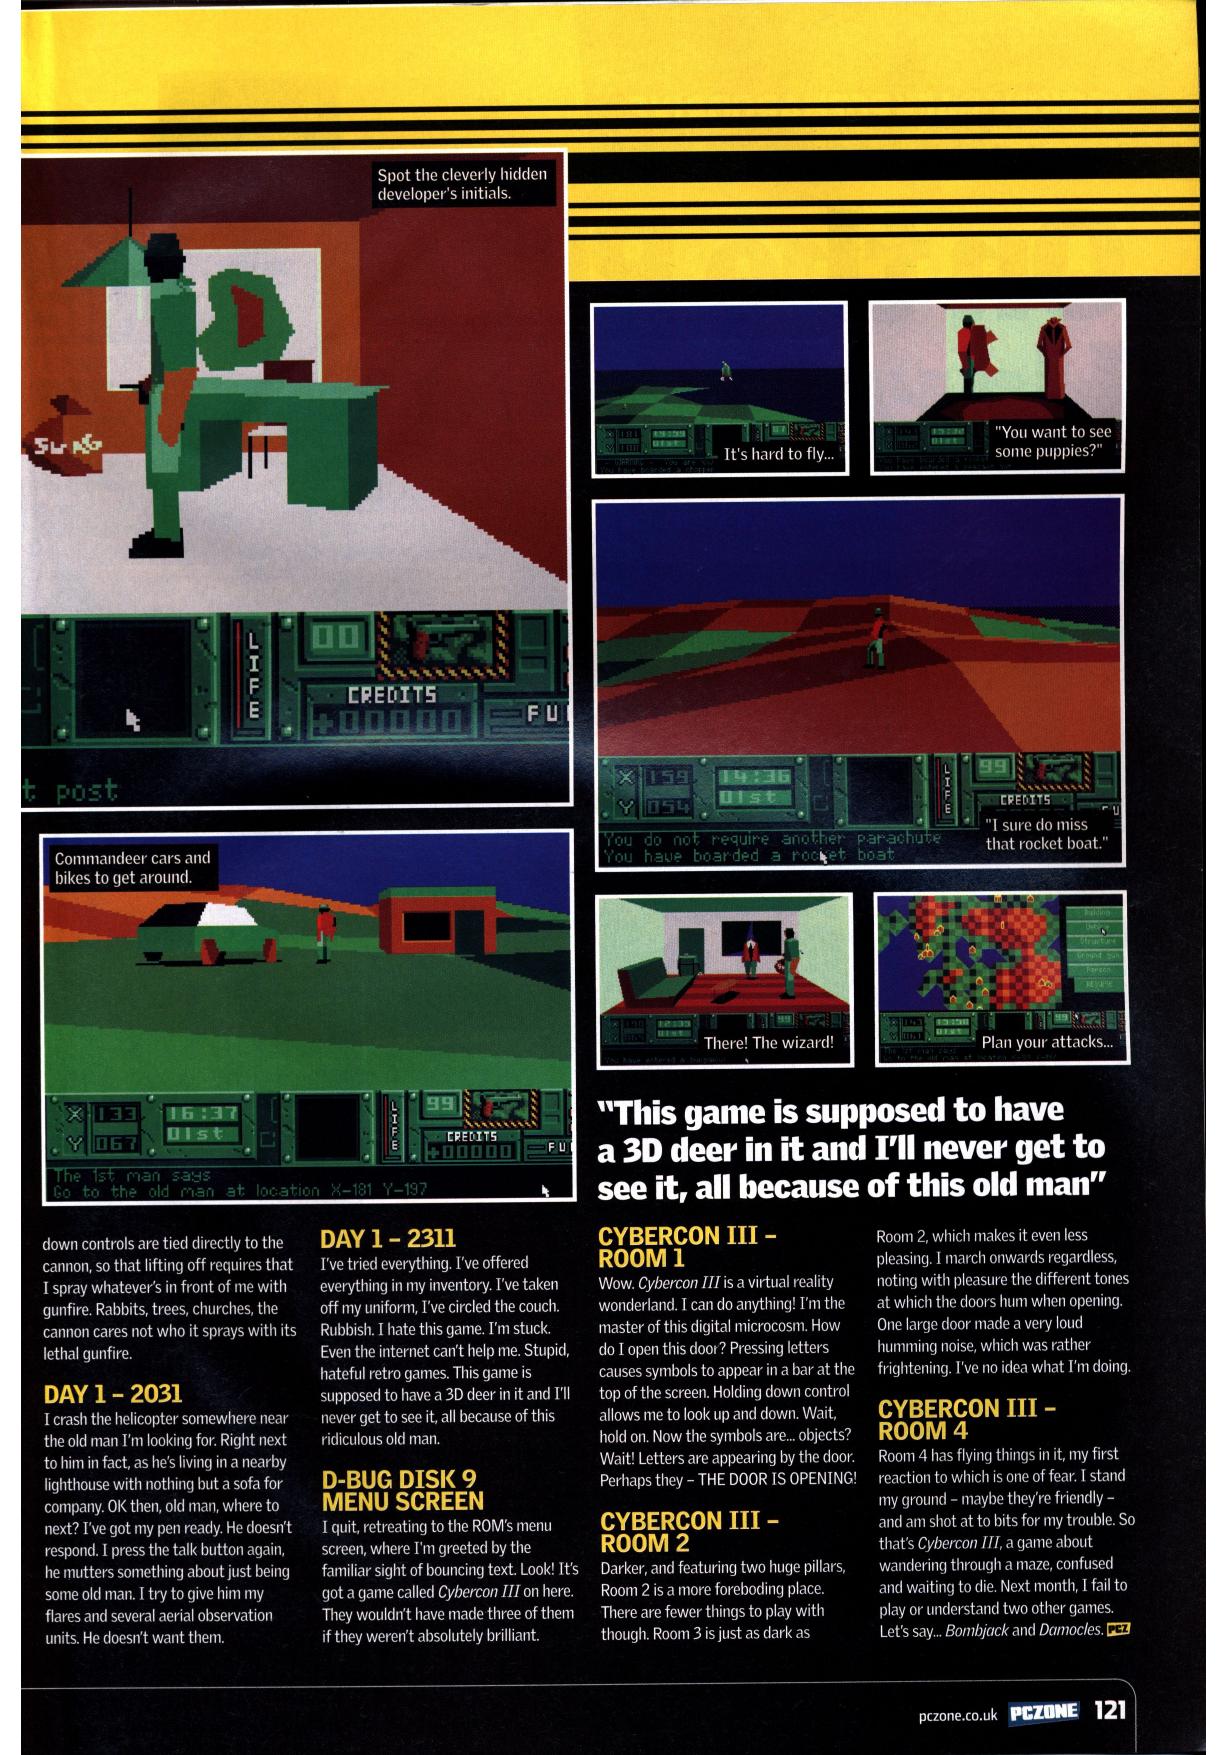 Spot the cleverly hidden
developer's initials.
LIFE
00
CREDITS
+00000
FU
t post
It's hard to fly...
"You want to see
some puppies?"
X 159
Y 054
14:36
01st
LIFE
99
CREDITS
You do not require another parachute
You have boarded a rocket boat
"I sure do miss
that rocket boat."
Commandeer cars and
bikes to get around.
X 133
Y 067
16:37
01st
LIFE
99
CREDITS
+00000
FU
The 1st man says
Go to the old man at location X-181 Y-197
There! The wizard!
Building
Structure
Ground gun
Person
Plan your attacks...
"This game is supposed to have
a 3D deer in it and I'll never get to
see it, all because of this old man"
down controls are tied directly to the
cannon, so that lifting off requires that
I spray whatever's in front of me with
gunfire. Rabbits, trees, churches, the
cannon cares not who it sprays with its
lethal gunfire.
DAY 1 – 2031
I crash the helicopter somewhere near
the old man I'm looking for. Right next
to him in fact, as he's living in a nearby
lighthouse with nothing but a sofa for
company. OK then, old man, where to
next? I've got my pen ready. He doesn't
respond. I press the talk button again,
he mutters something about just being
some old man. I try to give him my
flares and several aerial observation
units. He doesn't want them.
DAY 1 – 2311
I've tried everything. I've offered
everything in my inventory. I've taken
off my uniform, I've circled the couch.
Rubbish. I hate this game. I'm stuck.
Even the internet can't help me. Stupid,
hateful retro games. This game is
supposed to have a 3D deer in it and I'll
never get to see it, all because of this
ridiculous old man.
D-BUG DISK 9
MENU SCREEN
I quit, retreating to the ROM's menu
screen, where I'm greeted by the
familiar sight of bouncing text. Look! It's
got a game called Cybercon III on here.
They wouldn't have made three of them
if they weren't absolutely brilliant.
CYBERCON III –
ROOM 1
Wow. Cybercon III is a virtual reality
wonderland. I can do anything! I'm the
master of this digital microcosm. How
do I open this door? Pressing letters
causes symbols to appear in a bar at the
top of the screen. Holding down control
allows me to look up and down. Wait,
hold on. Now the symbols are... objects?
Wait! Letters are appearing by the door.
Perhaps they – THE DOOR IS OPENING!
CYBERCON III –
ROOM 2
Darker, and featuring two huge pillars,
Room 2 is a more foreboding place.
There are fewer things to play with
though. Room 3 is just as dark as
Room 2, which makes it even less
pleasing. I march onwards regardless,
noting with pleasure the different tones
at which the doors hum when opening.
One large door made a very loud
humming noise, which was rather
frightening. I've no idea what I'm doing.
CYBERCON III –
ROOM 4
Room 4 has flying things in it, my first
reaction to which is one of fear. I stand
my ground – maybe they're friendly –
and am shot at to bits for my trouble. So
that's Cybercon III, a game about
wandering through a maze, confused
and waiting to die. Next month, I fail to
play or understand two other games.
Let's say... Bombjack and Damocles. PCZ
pczone.co.uk PCZONE 121